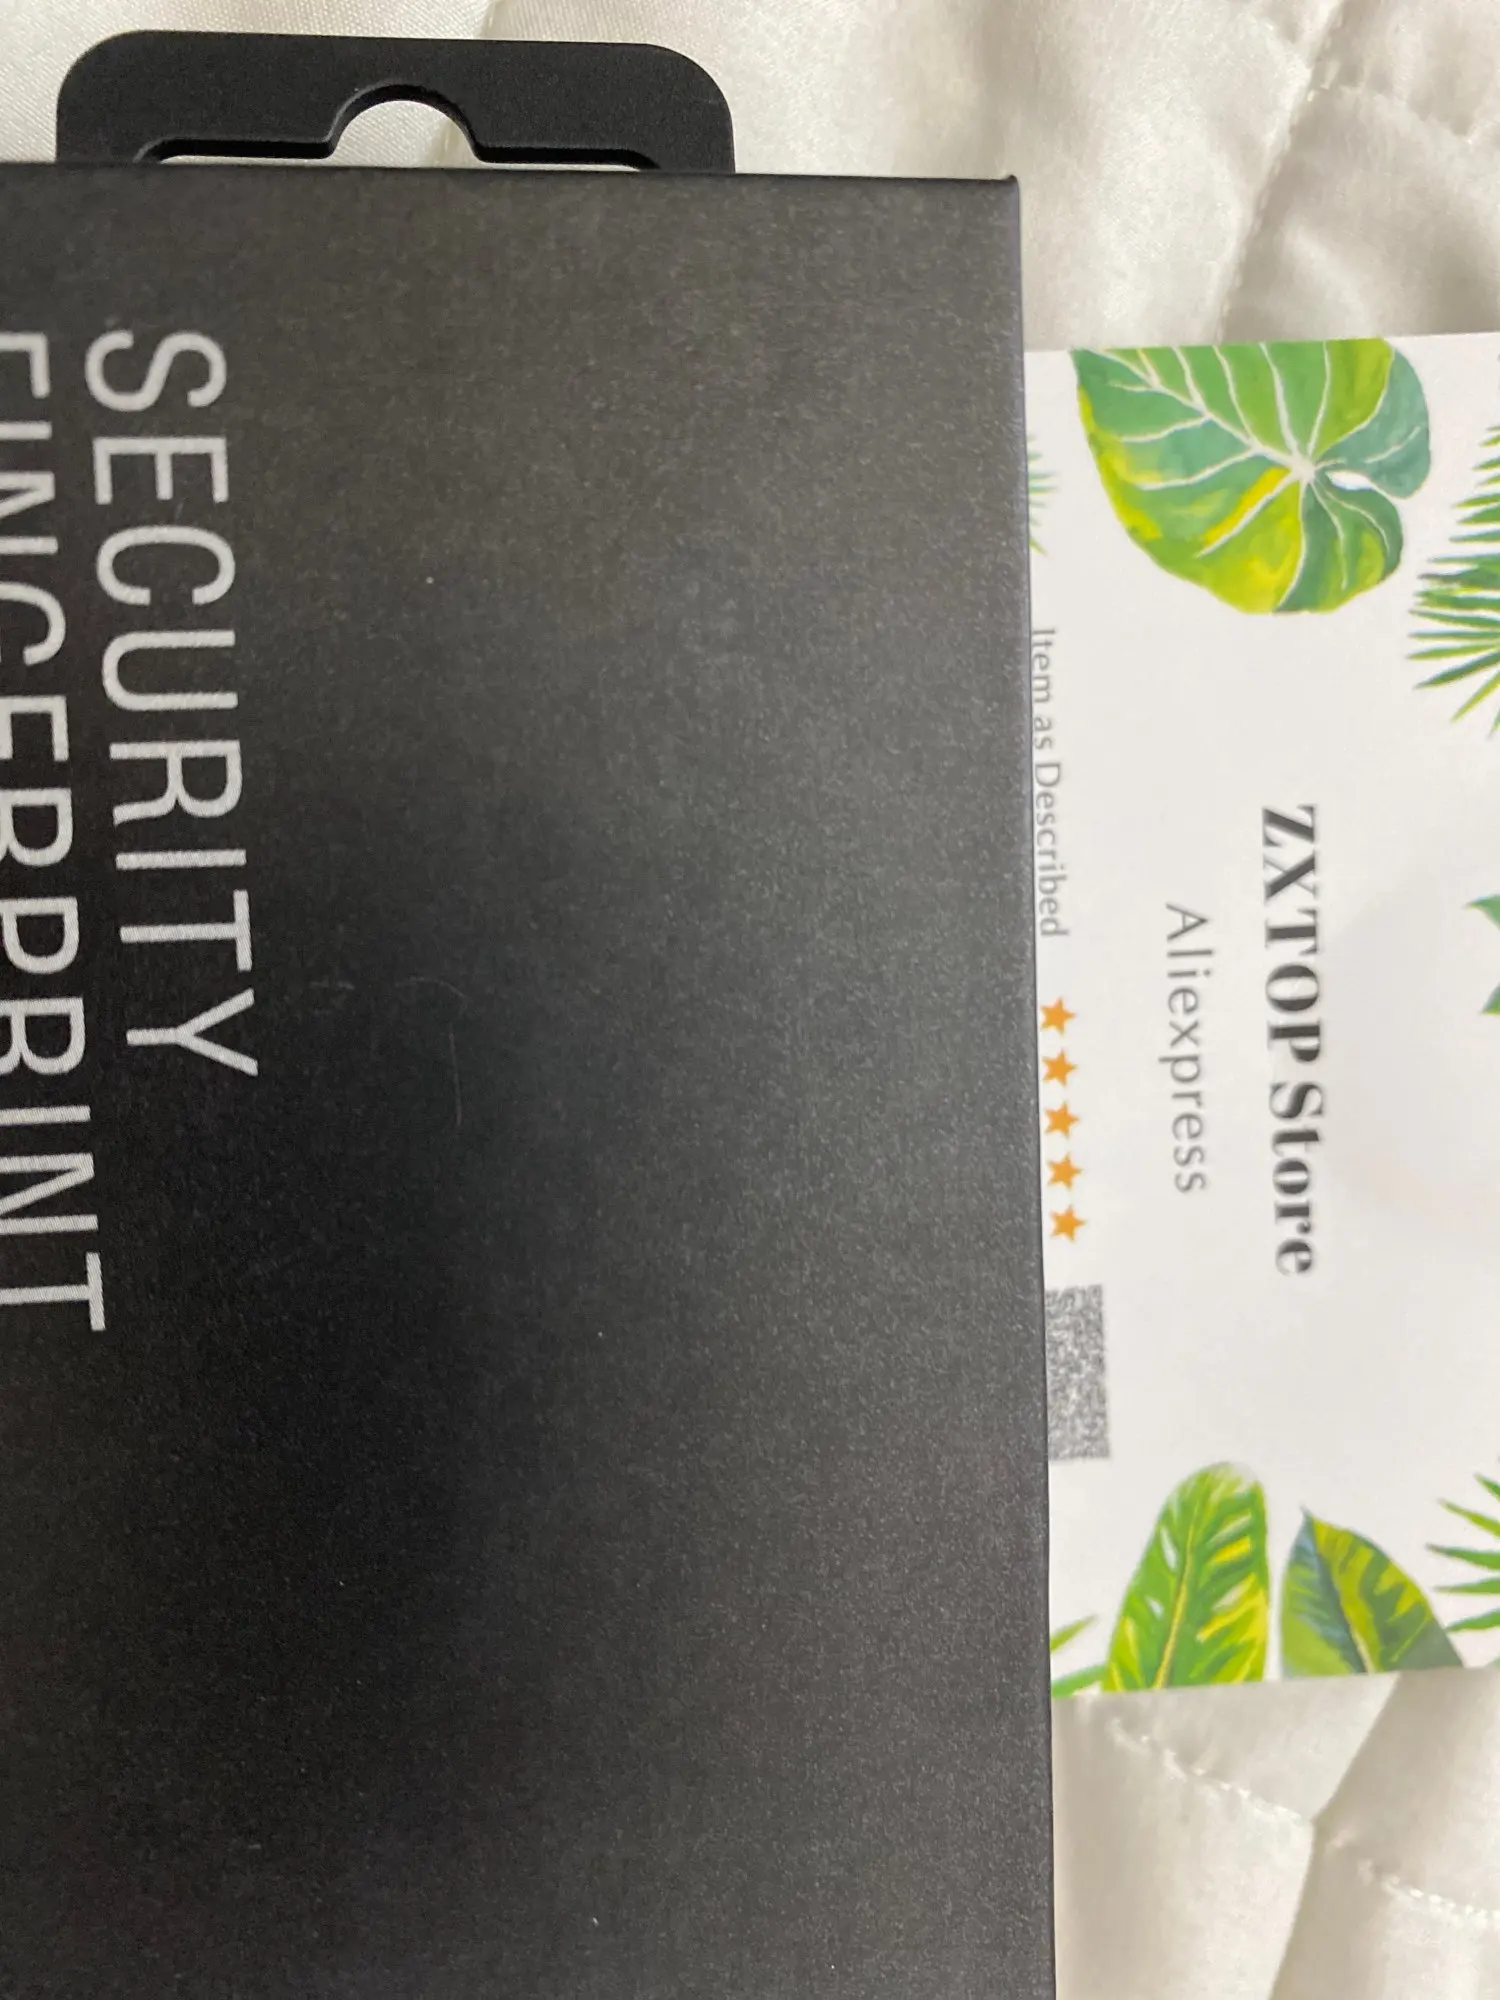 SECURITY
FINGERPRINT
ZXTOP Store
Aliexpress
Item as Described